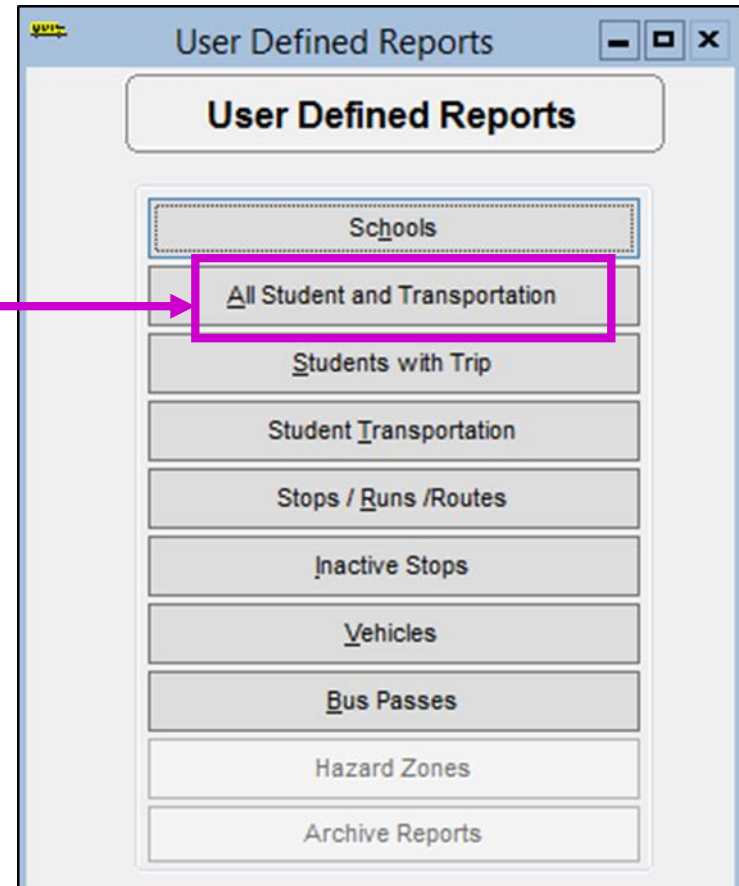 User Defined Reports
User Defined Reports
Schools
All Student and Transportation
Students with Trip
Student Transportation
Stops / Runs /Routes
Inactive Stops
Vehicles
Bus Passes
Hazard Zones
Archive Reports